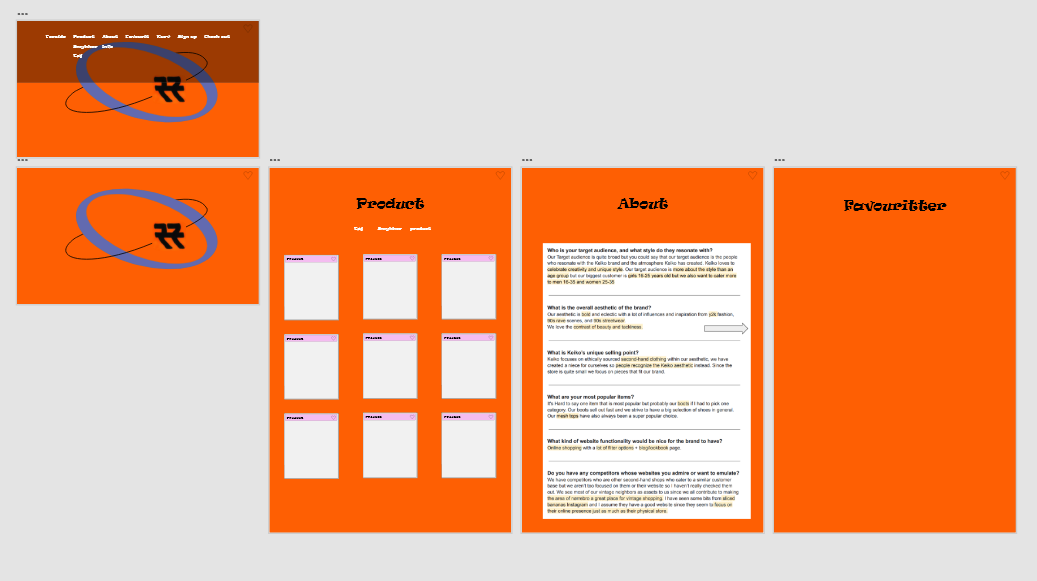 Product About Contact Cart Sign up Check out
Product
About
Favouritter
product
Product Product Product
Product Product Product
Product Product Product
Who is your target audience, and what style do they resonate with?
Our Target audience is quite broad but you could say that our target audience is the people
who resonate with the Keiko brand and the atmosphere Keiko has created. Keiko loves to
celebrate creativity and unique style. Our target audience is more about the style than an
age group but our biggest customer is girls 16-25 years old but we also want to cater more
to men 16-35 and women 25-35.
What is the overall aesthetic of the brand?
Our aesthetic is bold and eclectic with a lot of influences and inspiration from y2k fashion,
90s rave scenes, and 90s streetwear
We love the contrast of beauty and tackiness.
What is Keiko's unique selling point?
Keiko focuses on ethically sourced second-hand clothing within our aesthetic, we have
created a niche for ourselves so people recognize the Keiko aesthetic instead. Since the
store is quite small we focus on pieces that fit our brand.
What are your most popular items?
It's Hard to say one item that is most popular but probably our boots if I had to pick one
category. Our boots sell out fast and we strive to have a big selection of shoes in general.
Our mesh tops have also always been a super popular choice.
What kind of website functionality would be nice for the brand to have?
Online shopping with a lot of filter options + blog/lookbook page.
Do you have any competitors whose websites you admire or want to emulate?
We have competitors who are other second-hand shops who cater to a similar customer
base but we aren't too focused on them or their website so I haven't really checked them
out. We see most of our vintage neighbors as assets to us since we all contribute to making
the area of nørrebro a great place for vintage shopping. I have seen some bits from sliced
bananas Instagram and I assume they have a good website since they seem to focus on
their online presence just as much as their physical store.